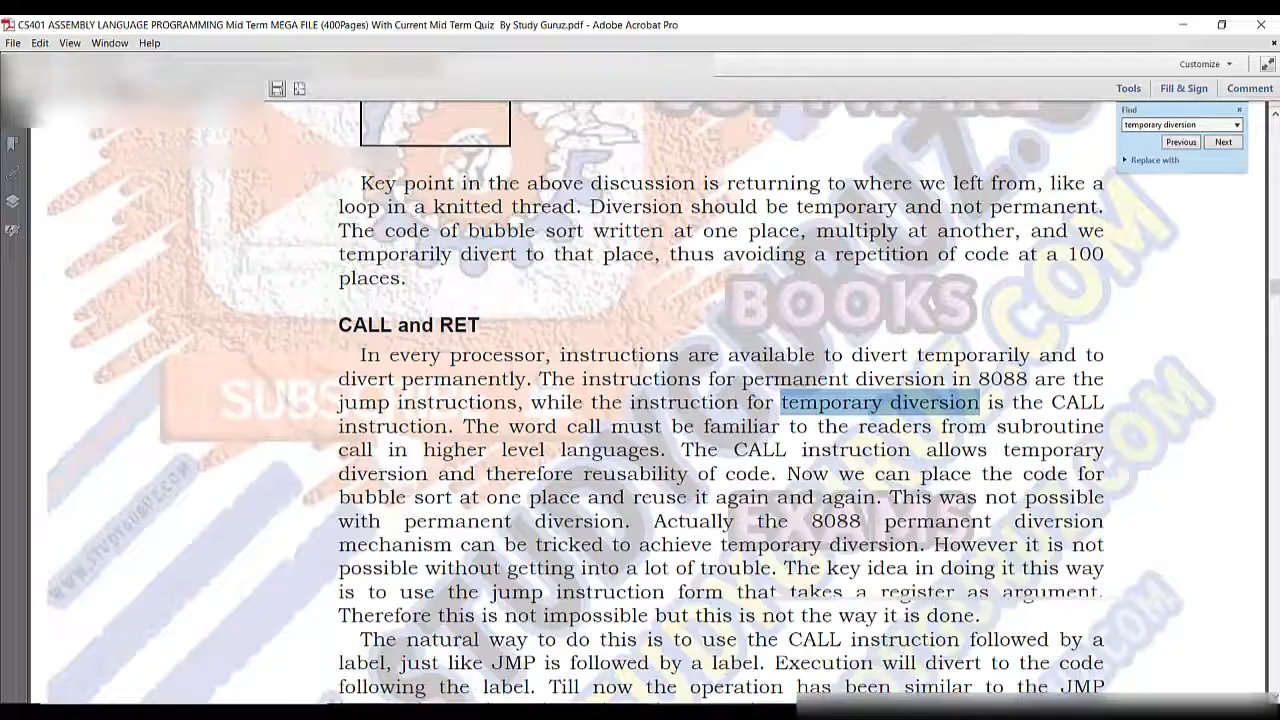 CS401 ASSEMBLY LANGUAGE PROGRAMMING Mid Term MEGA FILE (400Pages) With Current Mid Term Quiz By Study Guruz.pdf - Adobe Acrobat Pro
File Edit View Window Help
Customize
Tools Fill & Sign Comment
Find
temporary diversion
Previous Next
Replace with
Key point in the above discussion is returning to where we left from, like a
loop in a knitted thread. Diversion should be temporary and not permanent.
The code of bubble sort written at one place, multiply at another, and we
temporarily divert to that place, thus avoiding a repetition of code at a 100
places.
CALL and RET
In every processor, instructions are available to divert temporarily and to
divert permanently. The instructions for permanent diversion in 8088 are the
jump instructions, while the instruction for temporary diversion is the CALL
instruction. The word call must be familiar to the readers from subroutine
call in higher level languages. The CALL instruction allows temporary
diversion and therefore reusability of code. Now we can place the code for
bubble sort at one place and reuse it again and again. This was not possible
with permanent diversion. Actually the 8088 permanent diversion
mechanism can be tricked to achieve temporary diversion. However it is not
possible without getting into a lot of trouble. The key idea in doing it this way
is to use the jump instruction form that takes a register as argument.
Therefore this is not impossible but this is not the way it is done.
The natural way to do this is to use the CALL instruction followed by a
label, just like JMP is followed by a label. Execution will divert to the code
following the label. Till now the operation has been similar to the JMP
BOOKS
EXAMS